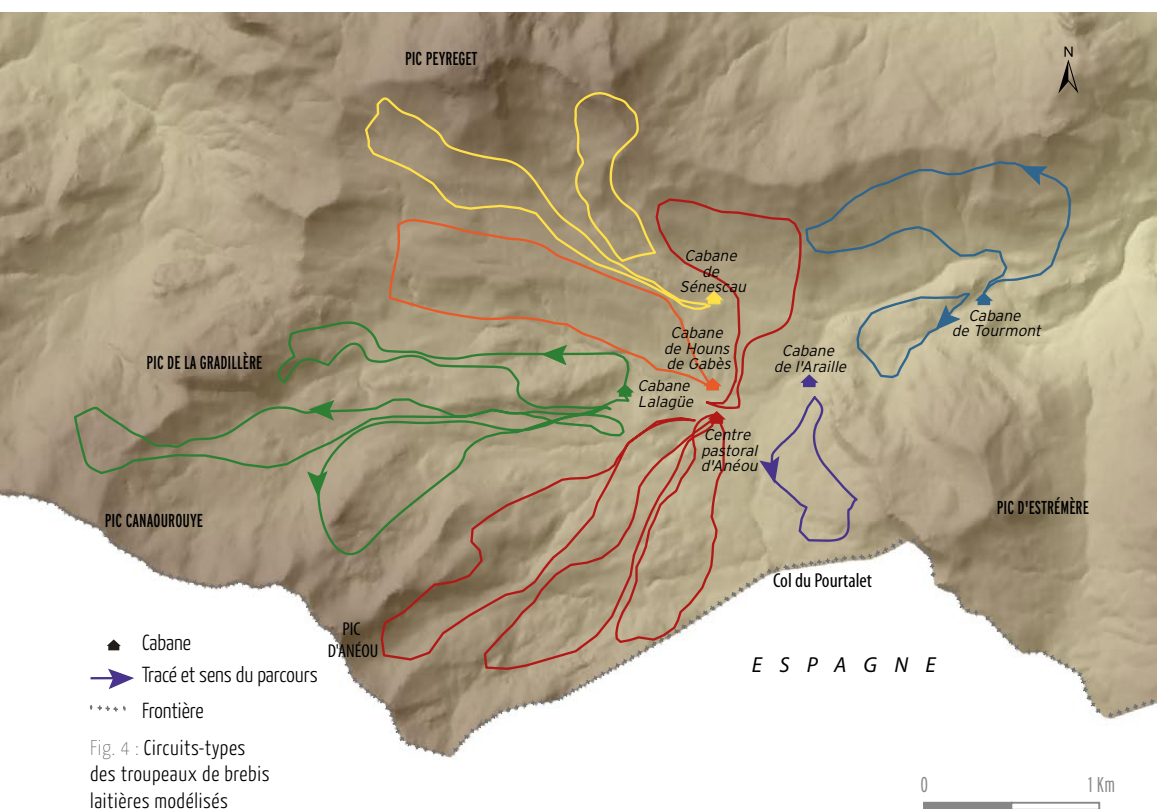 PIC PEYREGET
N
Cabane
de
Sénescau
Cabane
de Tourmont
Cabane
de Houns
de Gabès
Cabane
de l'Araille
PIC DE LA GRADILLÈRE
Cabane
Lalagüe
Centre
pastoral
d'Anéou
PIC CANAOUROUYE
PIC D'ESTRÉMÈRE
Col du Pourtalet
PIC
D'ANÉOU
ESPAGNE
Cabane
Tracé et sens du parcours
Frontière
Fig. 4 : Circuits-types
des troupeaux de brebis
laitières modélisés
0 1 Km